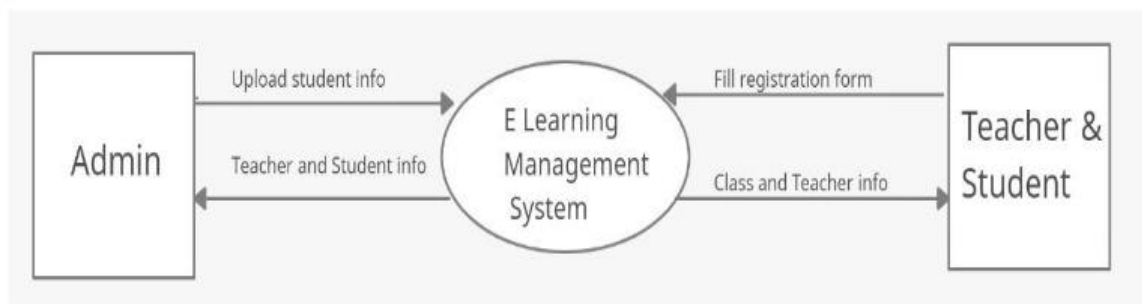 Admin
Upload student info
Teacher and Student info
E Learning
Management
System
Fill registration form
Class and Teacher info
Teacher &
Student